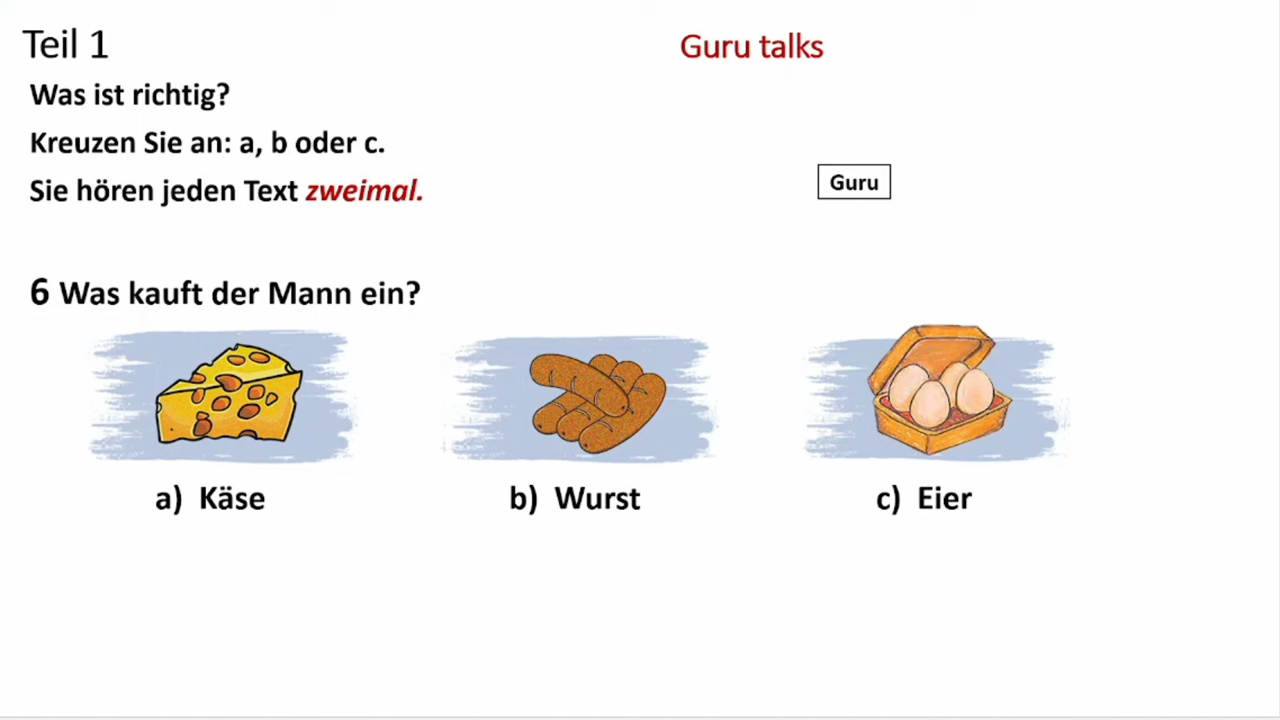 Teil 1
Guru talks
Was ist richtig?
Kreuzen Sie an: a, b oder c.
Sie hören jeden Text zweimal.
Guru
6 Was kauft der Mann ein?
a) Käse
b) Wurst
c) Eier